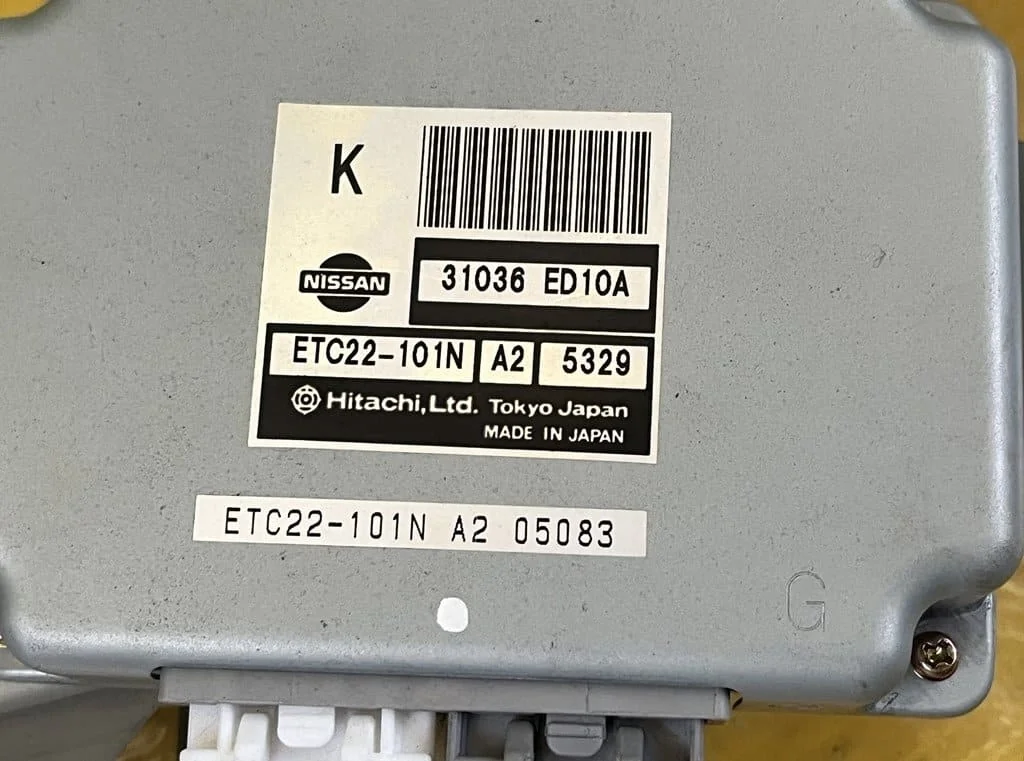 K
NISSAN
31036 ED10A
ETC22-101N A2 5329
Hitachi,Ltd. Tokyo Japan
MADE IN JAPAN
ETC22-101N A2 05083
G